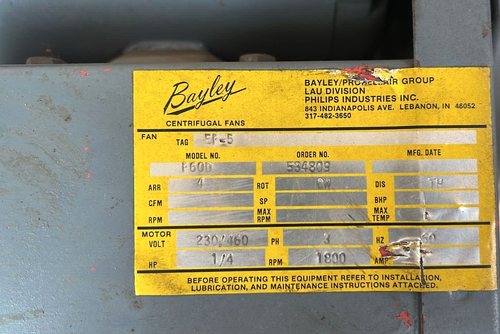 Bayley
CENTRIFUGAL FANS
BAYLEY/ GROUP
LAU DIVISION
PHILIPS INDUSTRIES INC.
843 INDIANAPOLIS AVE. LEBANON, IN 46052
317-482-3650
FAN TAG
MODEL NO. ORDER NO. MFG. DATE
534809
ARR 4 ROT DIS
CFM SP BHP
RPM MAX RPM MAX TEMP
MOTOR
VOLT 230/460 PH 3 HZ
HP 1/4 RPM 1800 AMP
BEFORE OPERATING THIS EQUIPMENT REFER TO INSTALLATION,
LUBRICATION, AND MAINTENANCE INSTRUCTIONS ATTACHED.